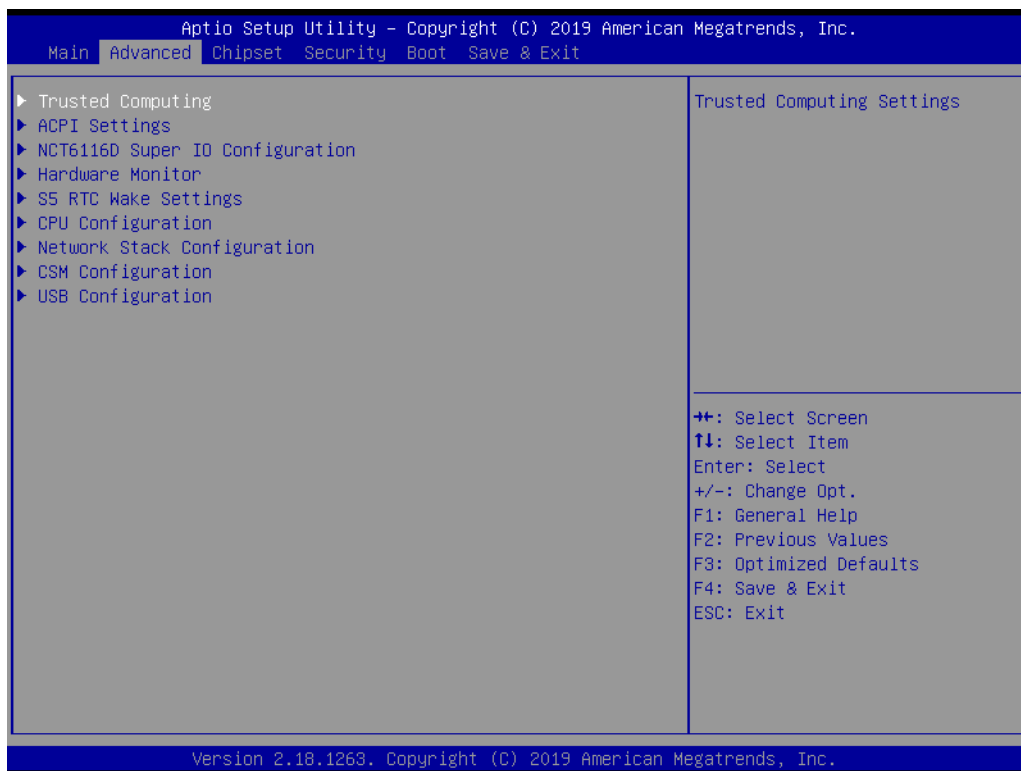 Aptio Setup Utility – Copyright (C) 2019 American Megatrends, Inc.
Main Advanced Chipset Security Boot Save & Exit
▶ Trusted Computing
▶ ACPI Settings
▶ NCT6116D Super IO Configuration
▶ Hardware Monitor
▶ S5 RTC Wake Settings
▶ CPU Configuration
▶ Network Stack Configuration
▶ CSM Configuration
▶ USB Configuration
Trusted Computing Settings
→←: Select Screen
↑↓: Select Item
Enter: Select
+/-: Change Opt.
F1: General Help
F2: Previous Values
F3: Optimized Defaults
F4: Save & Exit
ESC: Exit
Version 2.18.1263. Copyright (C) 2019 American Megatrends, Inc.